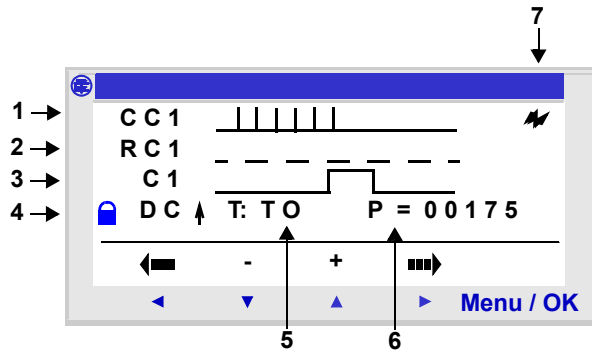 7
1 CC1
2 RC1
3 C1
4 DC T: TO P = 00175
- +
Menu / OK
5 6